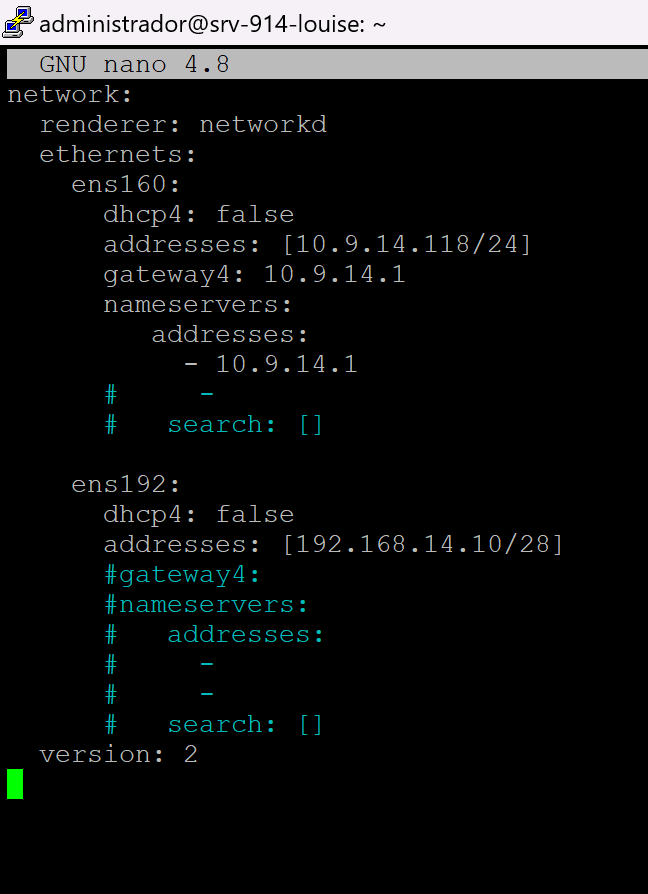 administrador@srv-914-louise: ~
GNU nano 4.8
network:
  renderer: networkd
  ethernets:
    ens160:
      dhcp4: false
      addresses: [10.9.14.118/24]
      gateway4: 10.9.14.1
      nameservers:
         addresses:
           - 10.9.14.1
      #     -
      #   search: []

    ens192:
      dhcp4: false
      addresses: [192.168.14.10/28]
      #gateway4:
      #nameservers:
      #   addresses:
      #     -
      #     -
      #   search: []
  version: 2